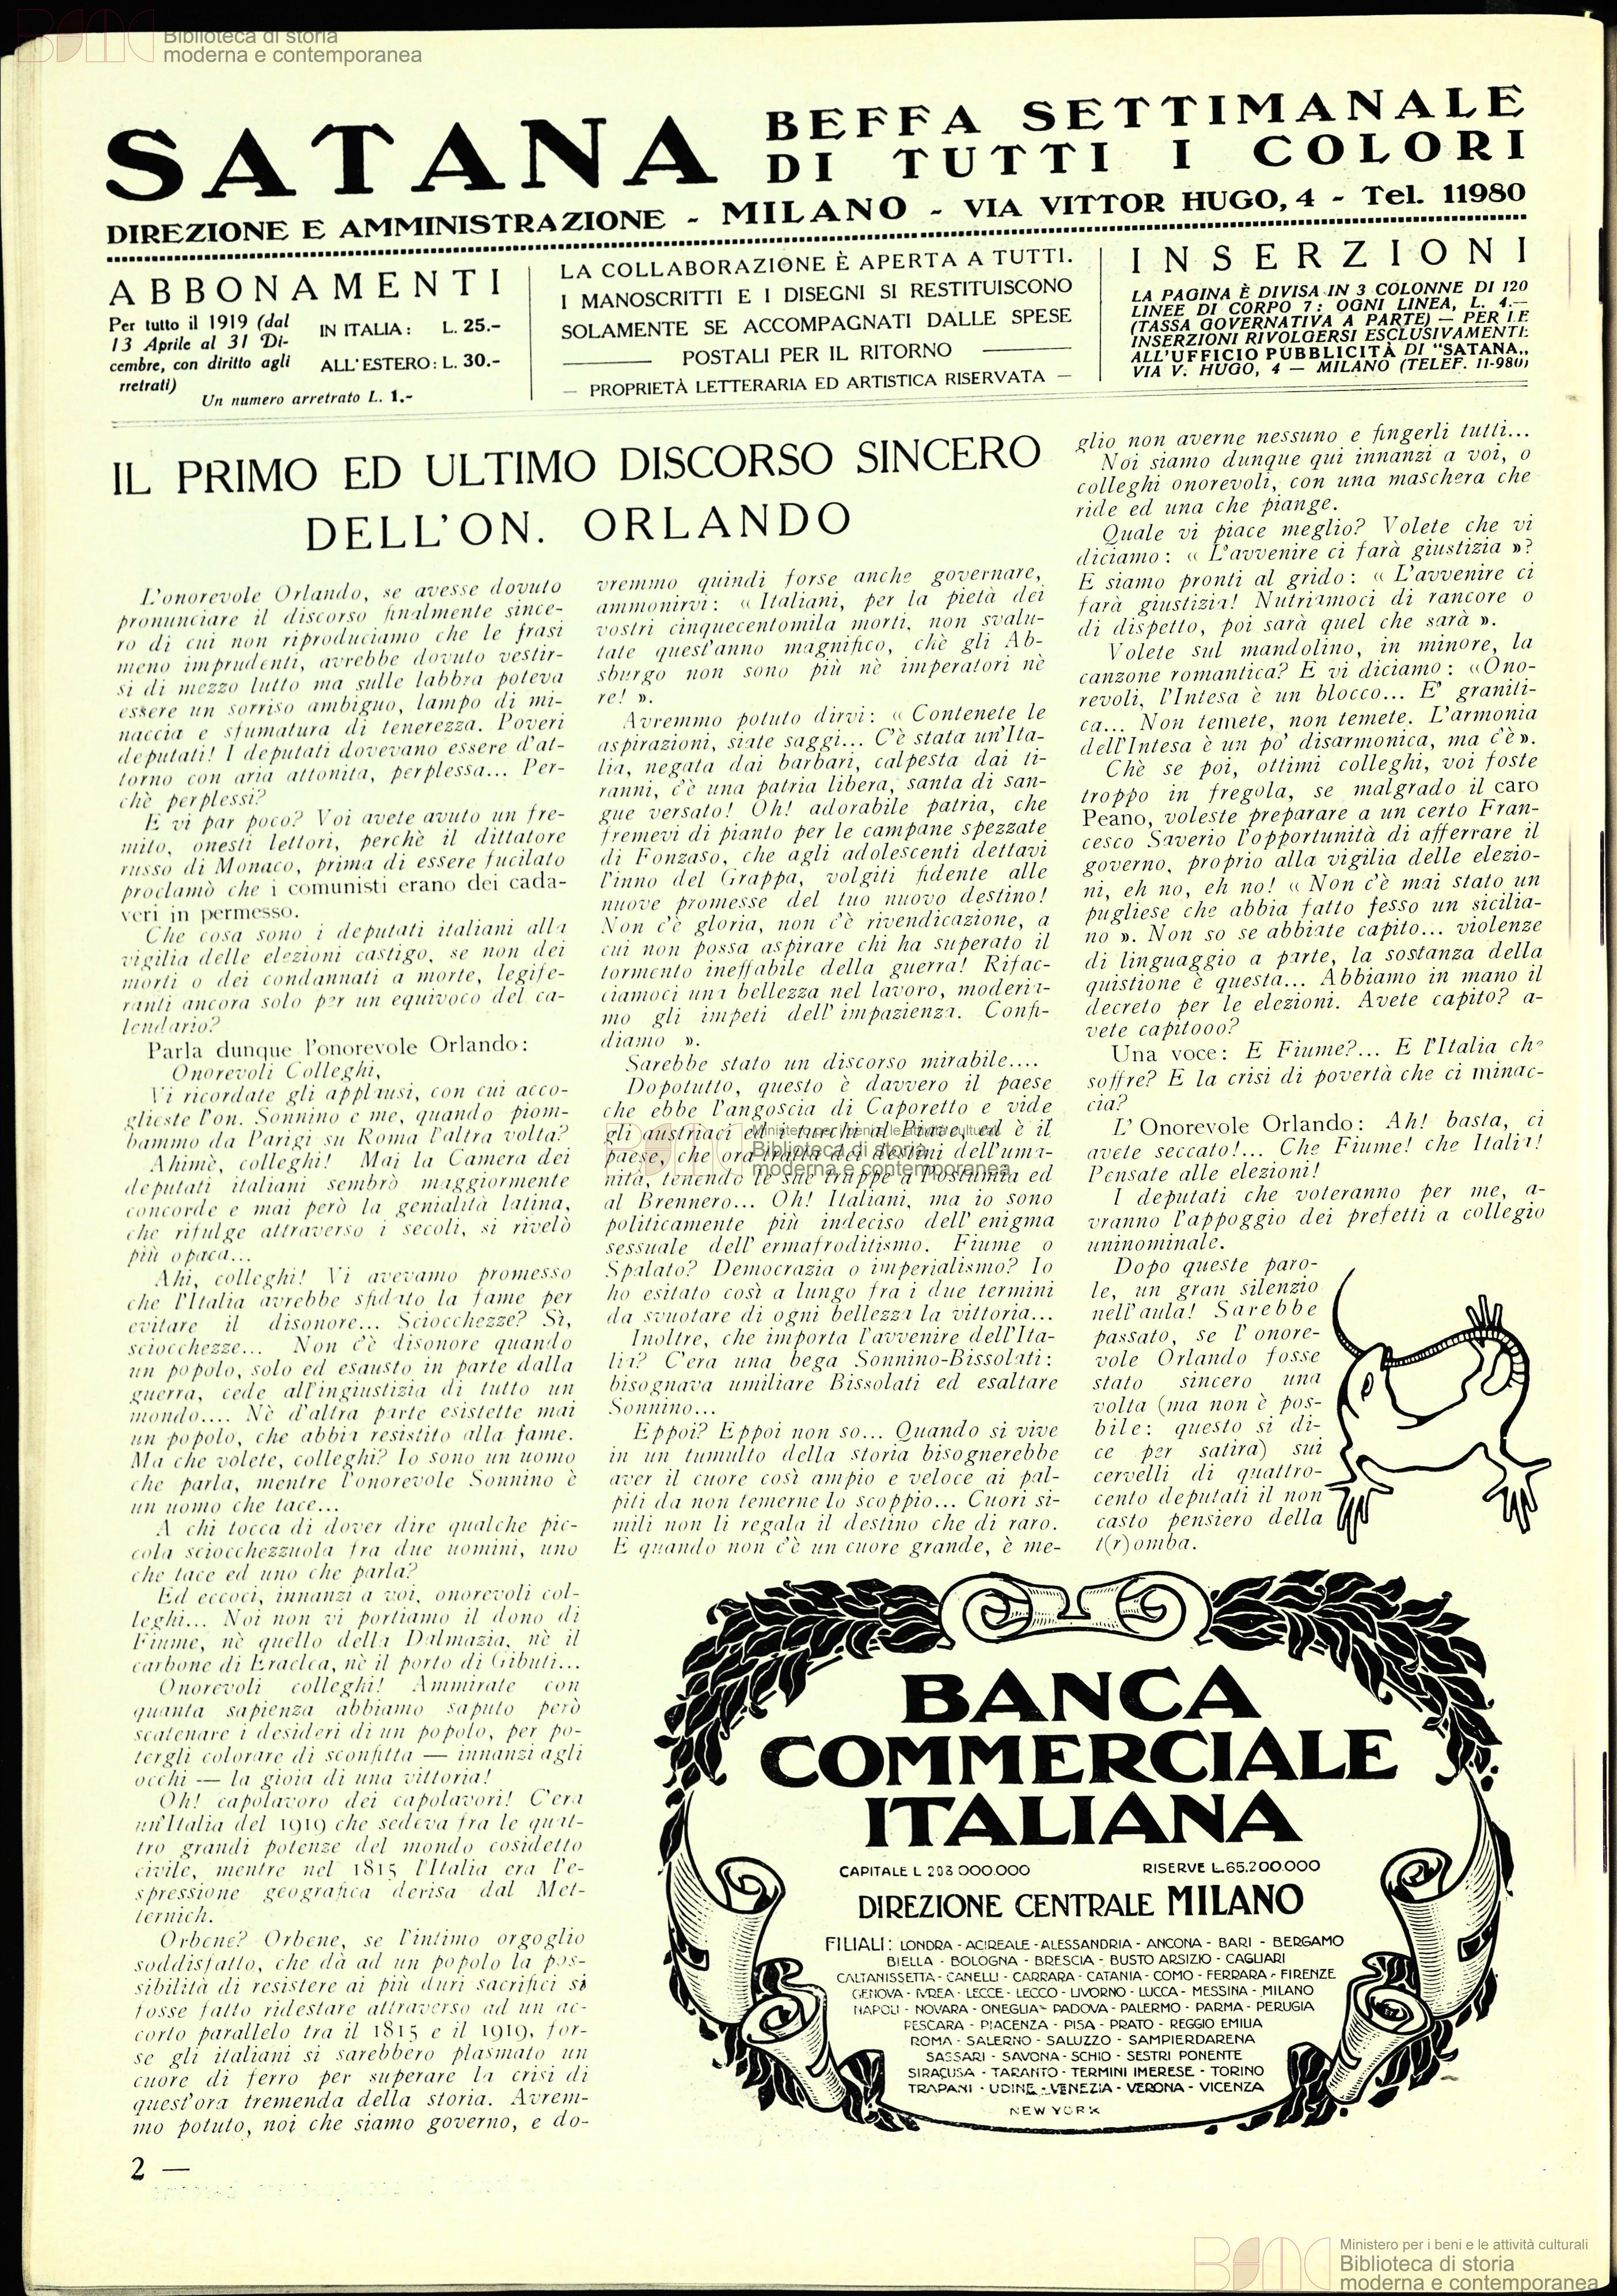 Biblioteca di storia
moderna e contemporanea
SATANA
BEFFA SETTIMANALE
DI TUTTI I COLORI
DIREZIONE E AMMINISTRAZIONE - MILANO - VIA VITTOR HUGO, 4 - Tel. 11980
ABBONAMENTI
Per tutto il 1919 (dal
13 Aprile al 31 Di-
cembre, con diritto agli
rretrati)
IN ITALIA: L. 25.-
ALL'ESTERO: L. 30.-
Un numero arretrato L. 1.-
LA COLLABORAZIONE È APERTA A TUTTI.
I MANOSCRITTI E I DISEGNI SI RESTITUISCONO
SOLAMENTE SE ACCOMPAGNATI DALLE SPESE
POSTALI PER IL RITORNO
— PROPRIETÀ LETTERARIA ED ARTISTICA RISERVATA —
INSERZIONI
LA PAGINA È DIVISA IN 3 COLONNE DI 120
LINEE DI CORPO 7: OGNI LINEA, L. 4.—
(TASSA GOVERNATIVA A PARTE) — PER LE
INSERZIONI RIVOLGERSI ESCLUSIVAMENTE
ALL'UFFICIO PUBBLICITÀ DI "SATANA„
VIA V. HUGO, 4 — MILANO (TELEF. 11-980)
IL PRIMO ED ULTIMO DISCORSO SINCERO
DELL'ON. ORLANDO
L'onorevole Orlando, se avesse dovuto
pronunciare il discorso finalmente since-
ro di cui non riproduciamo che le frasi
meno imprudenti, avrebbe dovuto vestir-
si di mezzo lutto ma sulle labbra poteva
essere un sorriso ambiguo, lampo di mi-
naccia e sfumatura di tenerezza. Poveri
deputati! I deputati dovevano essere d'at-
torno con aria attonita, perplessa... Per-
chè perplessi?
E vi par poco? Voi avete avuto un fre-
mito, onesti lettori, perchè il dittatore
russo di Monaco, prima di essere fucilato
proclamò che i comunisti erano dei cada-
veri in permesso.
Che cosa sono i deputati italiani alla
vigilia delle elezioni castigo, se non dei
morti o dei condannati a morte, legife-
ranti ancora solo per un equivoco del ca-
lendario?
Parla dunque l'onorevole Orlando:
Onorevoli Colleghi,
Vi ricordate gli applausi, con cui acco-
glieste l'on. Sonnino e me, quando piom-
bammo da Parigi su Roma l'altra volta?
Ahimè, colleghi! Mai la Camera dei
deputati italiani sembrò maggiormente
concorde e mai però la genialità latina,
che rifulge attraverso i secoli, si rivelò
più opaca...
Ahi, colleghi! Vi avevamo promesso
che l'Italia avrebbe sfidato la fame per
evitare il disonore... Sciocchezze? Sì,
sciocchezze... Non c'è disonore quando
un popolo, solo ed esausto in parte dalla
guerra, cede all'ingiustizia di tutto un
mondo.... Nè d'altra parte esistette mai
un popolo, che abbia resistito alla fame.
Ma che volete, colleghi? Io sono un uomo
che parla, mentre l'onorevole Sonnino è
un uomo che tace...
A chi tocca di dover dire qualche pic-
cola sciocchezzuola fra due uomini, uno
che tace ed uno che parla?
Ed eccoci, innanzi a voi, onorevoli col-
leghi... Noi non vi portiamo il dono di
Fiume, nè quello della Dalmazia, nè il
carbone di Eraclea, nè il porto di Gibuti...
Onorevoli colleghi! Ammirate con
quanta sapienza abbiamo saputo però
scatenare i desideri di un popolo, per po-
tergli colorare di sconfitta — innanzi agli
occhi — la gioia di una vittoria!
Oh! capolavoro dei capolavori! C'era
un'Italia del 1919 che sedeva fra le quat-
tro grandi potenze del mondo cosidetto
civile, mentre nel 1815 l'Italia era l'e-
spressione geografica derisa dal Met-
ternich.
Orbene? Orbene, se l'intimo orgoglio
soddisfatto, che dà ad un popolo la pos-
sibilità di resistere ai più duri sacrifici si
fosse fatto ridestare attraverso ad un ac-
corto parallelo tra il 1815 e il 1919, for-
se gli italiani si sarebbero plasmato un
cuore di ferro per superare la crisi di
quest'ora tremenda della storia. Avrem-
mo potuto, noi che siamo governo, e do-
vremmo quindi forse anche governare,
ammonirvi: « Italiani, per la pietà dei
vostri cinquecentomila morti, non svalu-
tate quest'anno magnifico, chè gli Ab-
sburgo non sono più nè imperatori nè
re! ».
Avremmo potuto dirvi: « Contenete le
aspirazioni, siate saggi... C'è stata un'Ita-
lia, negata dai barbari, calpesta dai ti-
ranni, c'è una patria libera, santa di san-
gue versato! Oh! adorabile patria, che
fremevi di pianto per le campane spezzate
di Fonzaso, che agli adolescenti dettavi
l'inno del Grappa, volgiti fidente alle
nuove promesse del tuo nuovo destino!
Non c'è gloria, non c'è rivendicazione, a
cui non possa aspirare chi ha superato il
tormento ineffabile della guerra! Rifac-
ciamoci una bellezza nel lavoro, moderia-
mo gli impeti dell'impazienza. Confi-
diamo ».
Sarebbe stato un discorso mirabile....
Dopotutto, questo è davvero il paese
che ebbe l'angoscia di Caporetto e vide
gli austriaci ed i turchi al Piave, ed è il
paese, che ora tratta dei destini dell'uma-
nità, tenendo le sue truppe a Postumia ed
al Brennero... Oh! Italiani, ma io sono
politicamente più indeciso dell'enigma
sessuale dell'ermafroditismo. Fiume o
Spalato? Democrazia o imperialismo? Io
ho esitato così a lungo fra i due termini
da svuotare di ogni bellezza la vittoria...
Inoltre, che importa l'avvenire dell'Ita-
lia? C'era una bega Sonnino-Bissolati:
bisognava umiliare Bissolati ed esaltare
Sonnino...
Eppoi? Eppoi non so... Quando si vive
in un tumulto della storia bisognerebbe
aver il cuore così ampio e veloce ai pal-
piti da non temerne lo scoppio... Cuori si-
mili non li regala il destino che di raro.
E quando non c'è un cuore grande, è me-
glio non averne nessuno e fingerli tutti...
Noi siamo dunque qui innanzi a voi, o
colleghi onorevoli, con una maschera che
ride ed una che piange.
Quale vi piace meglio? Volete che vi
diciamo: « L'avvenire ci farà giustizia »?
E siamo pronti al grido: « L'avvenire ci
farà giustizia! Nutriamoci di rancore o
di dispetto, poi sarà quel che sarà ».
Volete sul mandolino, in minore, la
canzone romantica? E vi diciamo: «Ono-
revoli, l'Intesa è un blocco... E' graniti-
ca... Non temete, non temete. L'armonia
dell'Intesa è un po' disarmonica, ma c'è».
Chè se poi, ottimi colleghi, voi foste
troppo in fregola, se malgrado il caro
Peano, voleste preparare a un certo Fran-
cesco Saverio l'opportunità di afferrare il
governo, proprio alla vigilia delle elezio-
ni, eh no, eh no! « Non c'è mai stato un
pugliese che abbia fatto fesso un sicilia-
no ». Non so se abbiate capito... violenze
di linguaggio a parte, la sostanza della
quistione è questa... Abbiamo in mano il
decreto per le elezioni. Avete capito? a-
vete capitooo?
Una voce: E Fiume?... E l'Italia che
soffre? E la crisi di povertà che ci minac-
cia?
L'Onorevole Orlando: Ah! basta, ci
avete seccato!... Che Fiume! che Italia!
Pensate alle elezioni!
I deputati che voteranno per me, a-
vranno l'appoggio dei prefetti a collegio
uninominale.
Dopo queste paro-
le, un gran silenzio
nell'aula! Sarebbe
passato, se l'onore-
vole Orlando fosse
stato sincero una
volta (ma non è pos-
bile: questo si di-
ce per satira) sui
cervelli di quattro-
cento deputati il non
casto pensiero della
t(r)omba.
Ministero per i beni e le attività culturali
Biblioteca di storia
moderna e contemporanea
BANCA
COMMERCIALE
ITALIANA
CAPITALE L 208.000.000 RISERVE L.65.200.000
DIREZIONE CENTRALE MILANO
FILIALI: LONDRA - ACIREALE - ALESSANDRIA - ANCONA - BARI - BERGAMO
BIELLA - BOLOGNA - BRESCIA - BUSTO ARSIZIO - CAGLIARI
CALTANISSETTA - CANELLI - CARRARA - CATANIA - COMO - FERRARA - FIRENZE
GENOVA - IVREA - LECCE - LECCO - LIVORNO - LUCCA - MESSINA - MILANO
NAPOLI - NOVARA - ONEGLIA - PADOVA - PALERMO - PARMA - PERUGIA
PESCARA - PIACENZA - PISA - PRATO - REGGIO EMILIA
ROMA - SALERNO - SALUZZO - SAMPIERDARENA
SASSARI - SAVONA - SCHIO - SESTRI PONENTE
SIRACUSA - TARANTO - TERMINI IMERESE - TORINO
TRAPANI - UDINE - VENEZIA - VERONA - VICENZA
NEW YORK
2 —
Ministero per i beni e le attività culturali
Biblioteca di storia
moderna e contemporanea